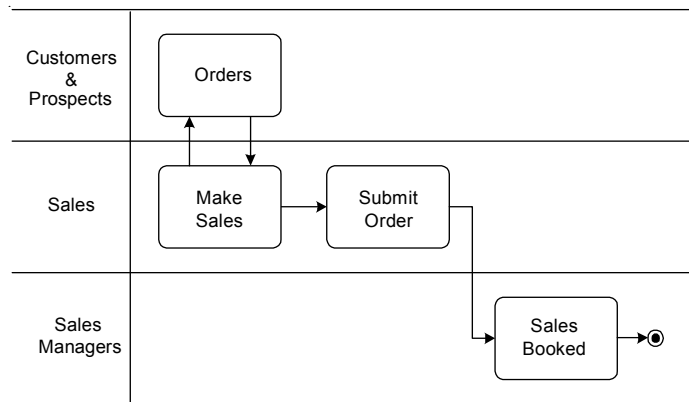 Customers
&
Prospects
Orders
Sales
Make
Sales
Submit
Order
Sales
Managers
Sales
Booked